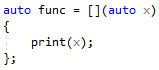 auto func = [](auto x)
{
    print(x);
};